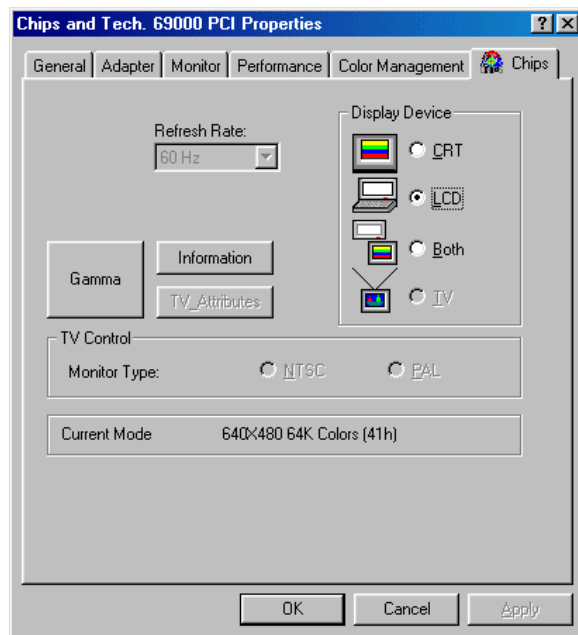 Chips and Tech. 69000 PCI Properties
General Adapter Monitor Performance Color Management Chips
Display Device
Refresh Rate:
60 Hz
CRT
LCD
Both
TV
Gamma
Information
TV_Attributes
TV Control
Monitor Type: NTSC PAL
Current Mode 640X480 64K Colors (41h)
OK Cancel Apply